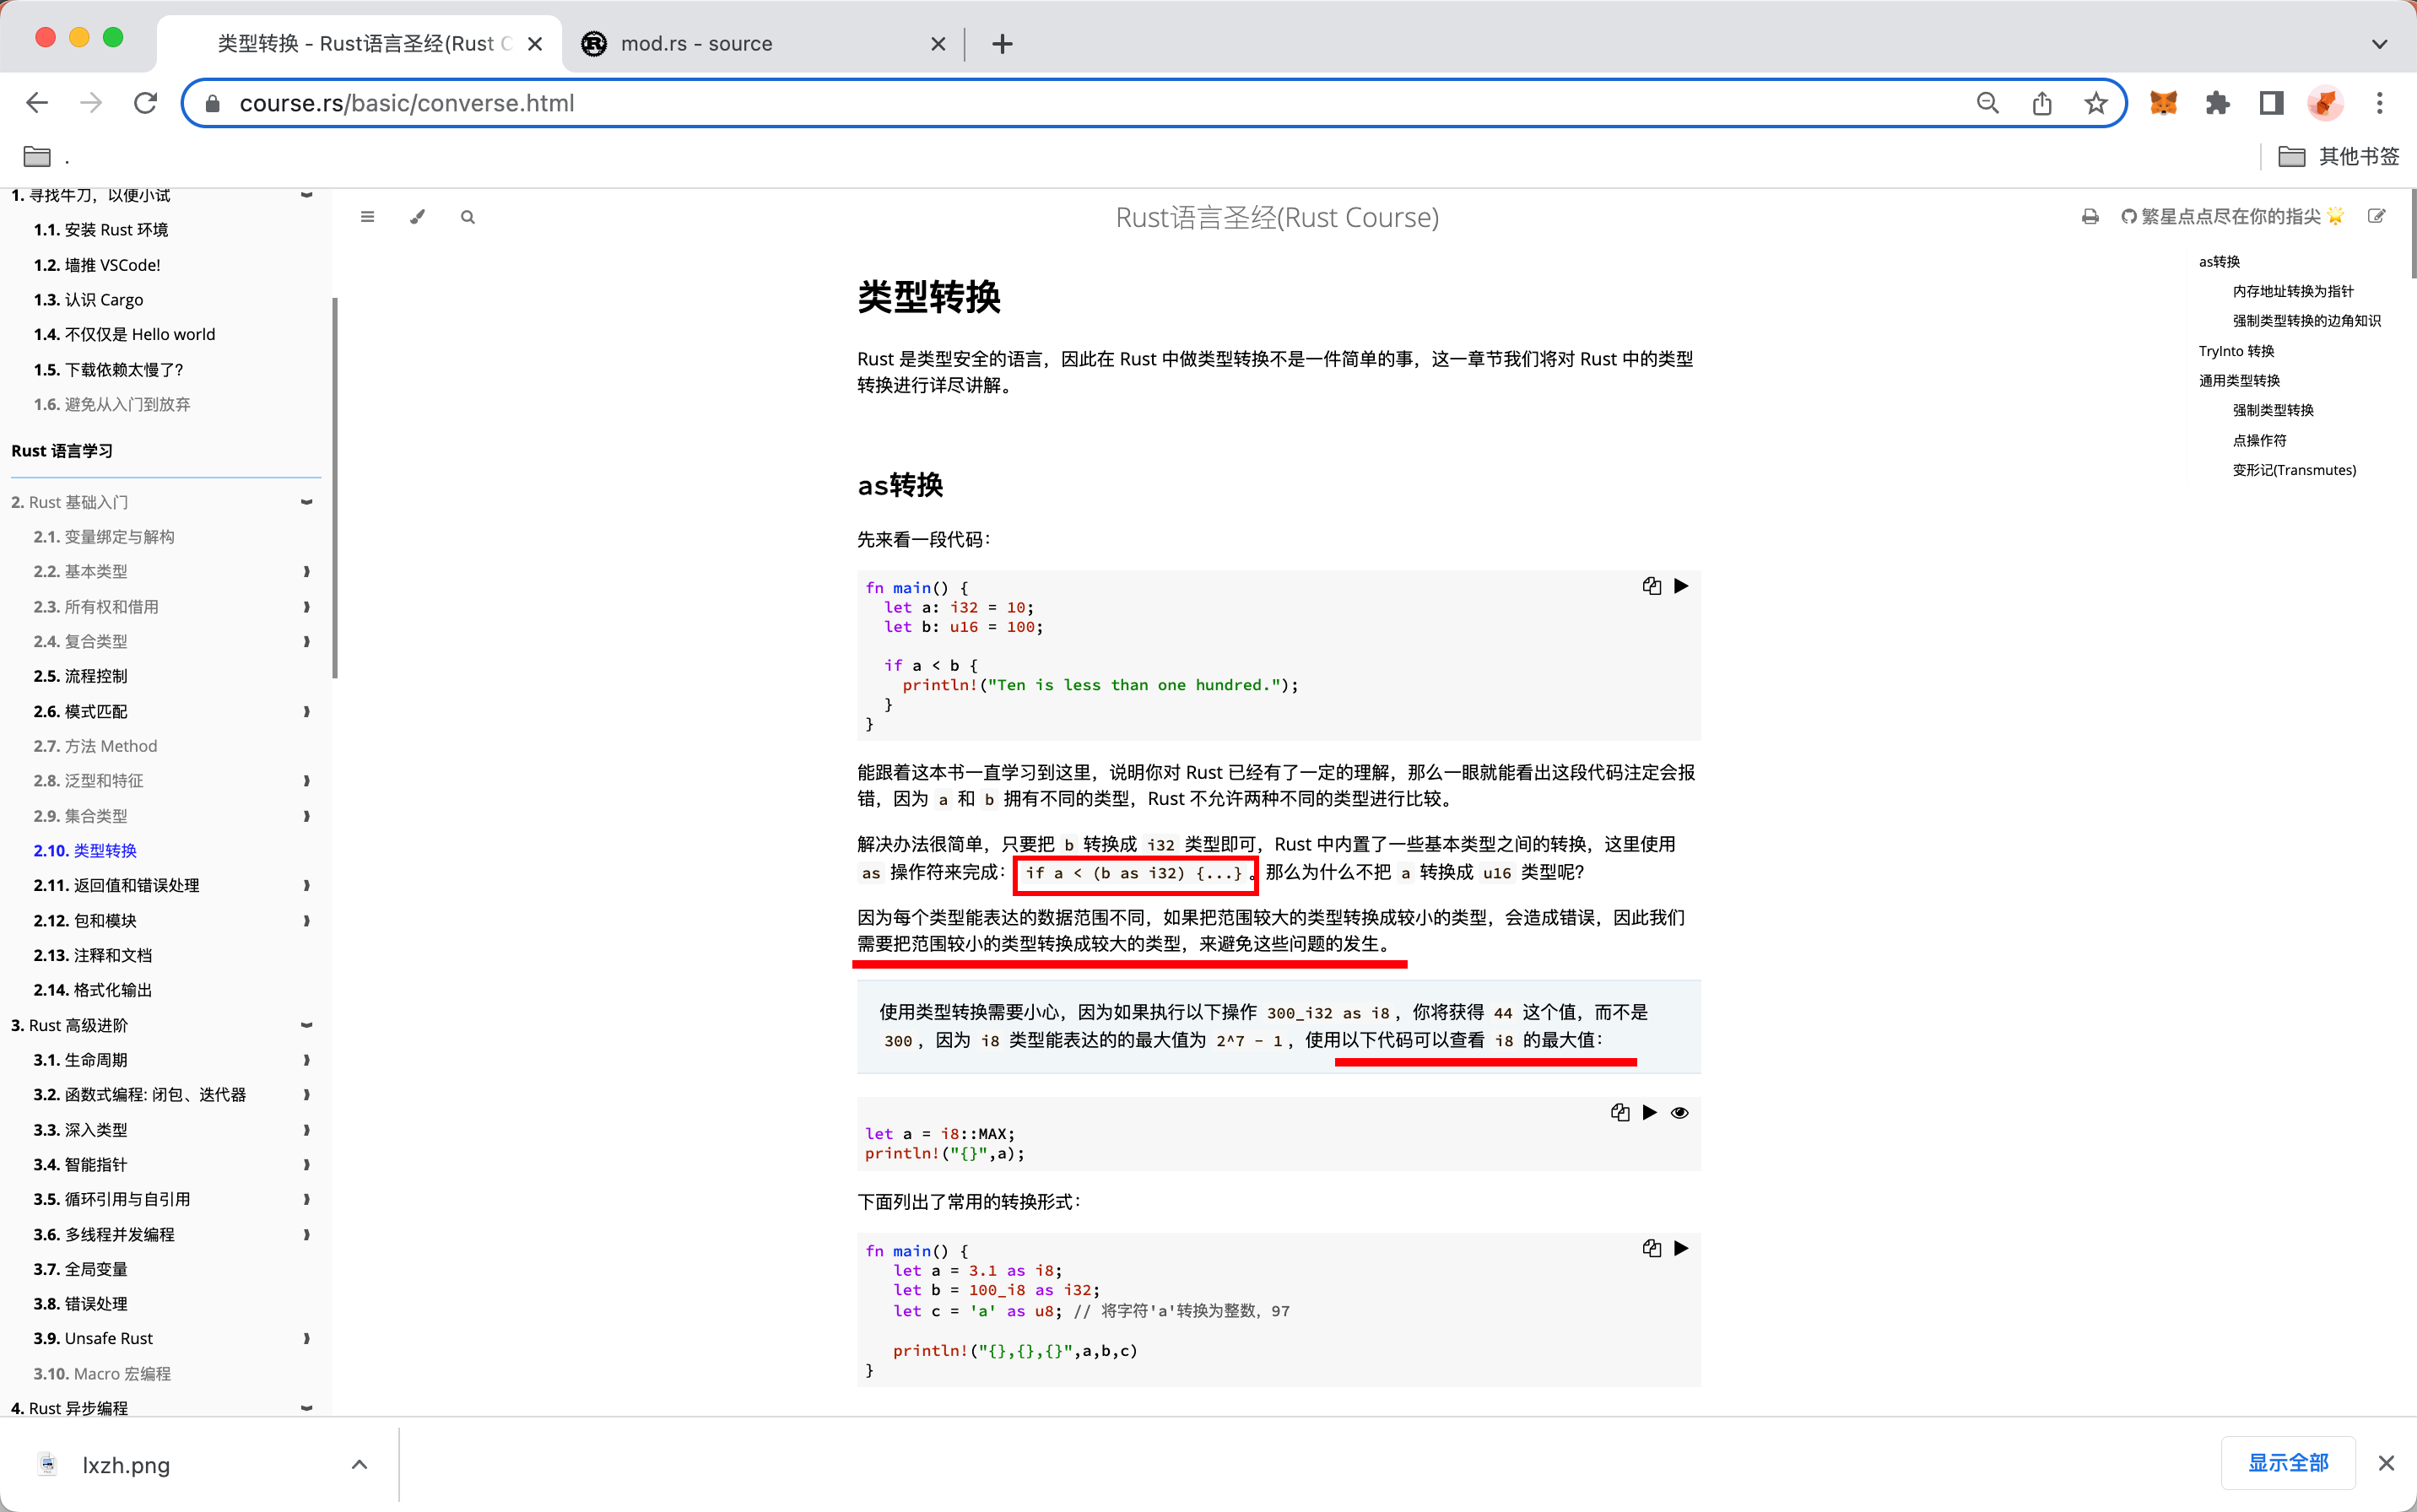 类型转换 - Rust语言圣经(Rust C
mod.rs - source
course.rs/basic/converse.html
.
其他书签
1. 寻找牛刀，以便小试
1.1. 安装 Rust 环境
1.2. 墙推 VSCode!
1.3. 认识 Cargo
1.4. 不仅仅是 Hello world
1.5. 下载依赖太慢了?
1.6. 避免从入门到放弃
Rust 语言学习
2. Rust 基础入门
2.1. 变量绑定与解构
2.2. 基本类型
2.3. 所有权和借用
2.4. 复合类型
2.5. 流程控制
2.6. 模式匹配
2.7. 方法 Method
2.8. 泛型和特征
2.9. 集合类型
2.10. 类型转换
2.11. 返回值和错误处理
2.12. 包和模块
2.13. 注释和文档
2.14. 格式化输出
3. Rust 高级进阶
3.1. 生命周期
3.2. 函数式编程: 闭包、迭代器
3.3. 深入类型
3.4. 智能指针
3.5. 循环引用与自引用
3.6. 多线程并发编程
3.7. 全局变量
3.8. 错误处理
3.9. Unsafe Rust
3.10. Macro 宏编程
4. Rust 异步编程
Rust语言圣经(Rust Course)
繁星点点尽在你的指尖 🌟
类型转换
Rust 是类型安全的语言，因此在 Rust 中做类型转换不是一件简单的事，这一章节我们将对 Rust 中的类型
转换进行详尽讲解。
as转换
先来看一段代码：
fn main() {
  let a: i32 = 10;
  let b: u16 = 100;
  if a < b {
    println!("Ten is less than one hundred.");
  }
}
能跟着这本书一直学习到这里，说明你对 Rust 已经有了一定的理解，那么一眼就能看出这段代码注定会报
错，因为 a 和 b 拥有不同的类型，Rust 不允许两种不同的类型进行比较。
解决办法很简单，只要把 b 转换成 i32 类型即可，Rust 中内置了一些基本类型之间的转换，这里使用
as 操作符来完成： if a < (b as i32) {...} 。那么为什么不把 a 转换成 u16 类型呢?
因为每个类型能表达的数据范围不同，如果把范围较大的类型转换成较小的类型，会造成错误，因此我们
需要把范围较小的类型转换成较大的类型，来避免这些问题的发生。
使用类型转换需要小心，因为如果执行以下操作 300_i32 as i8，你将获得 44 这个值，而不是
300，因为 i8 类型能表达的的最大值为 2^7 - 1，使用以下代码可以查看 i8 的最大值：
let a = i8::MAX;
println!("{}",a);
下面列出了常用的转换形式：
fn main() {
   let a = 3.1 as i8;
   let b = 100_i8 as i32;
   let c = 'a' as u8; // 将字符'a'转换为整数，97
   println!("{},{},{}",a,b,c)
}
as转换
内存地址转换为指针
强制类型转换的边角知识
TryInto 转换
通用类型转换
强制类型转换
点操作符
变形记(Transmutes)
lxzh.png
显示全部